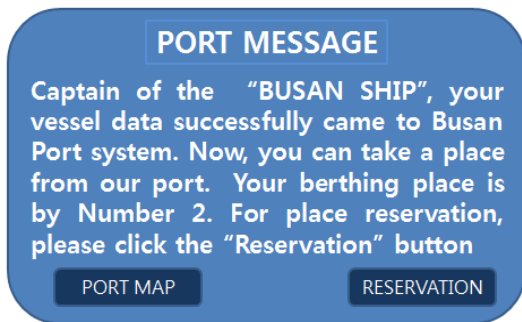 PORT MESSAGE
Captain of the "BUSAN SHIP", your
vessel data successfully came to Busan
Port system. Now, you can take a place
from our port. Your berthing place is
by Number 2. For place reservation,
please click the "Reservation" button
PORT MAP
RESERVATION